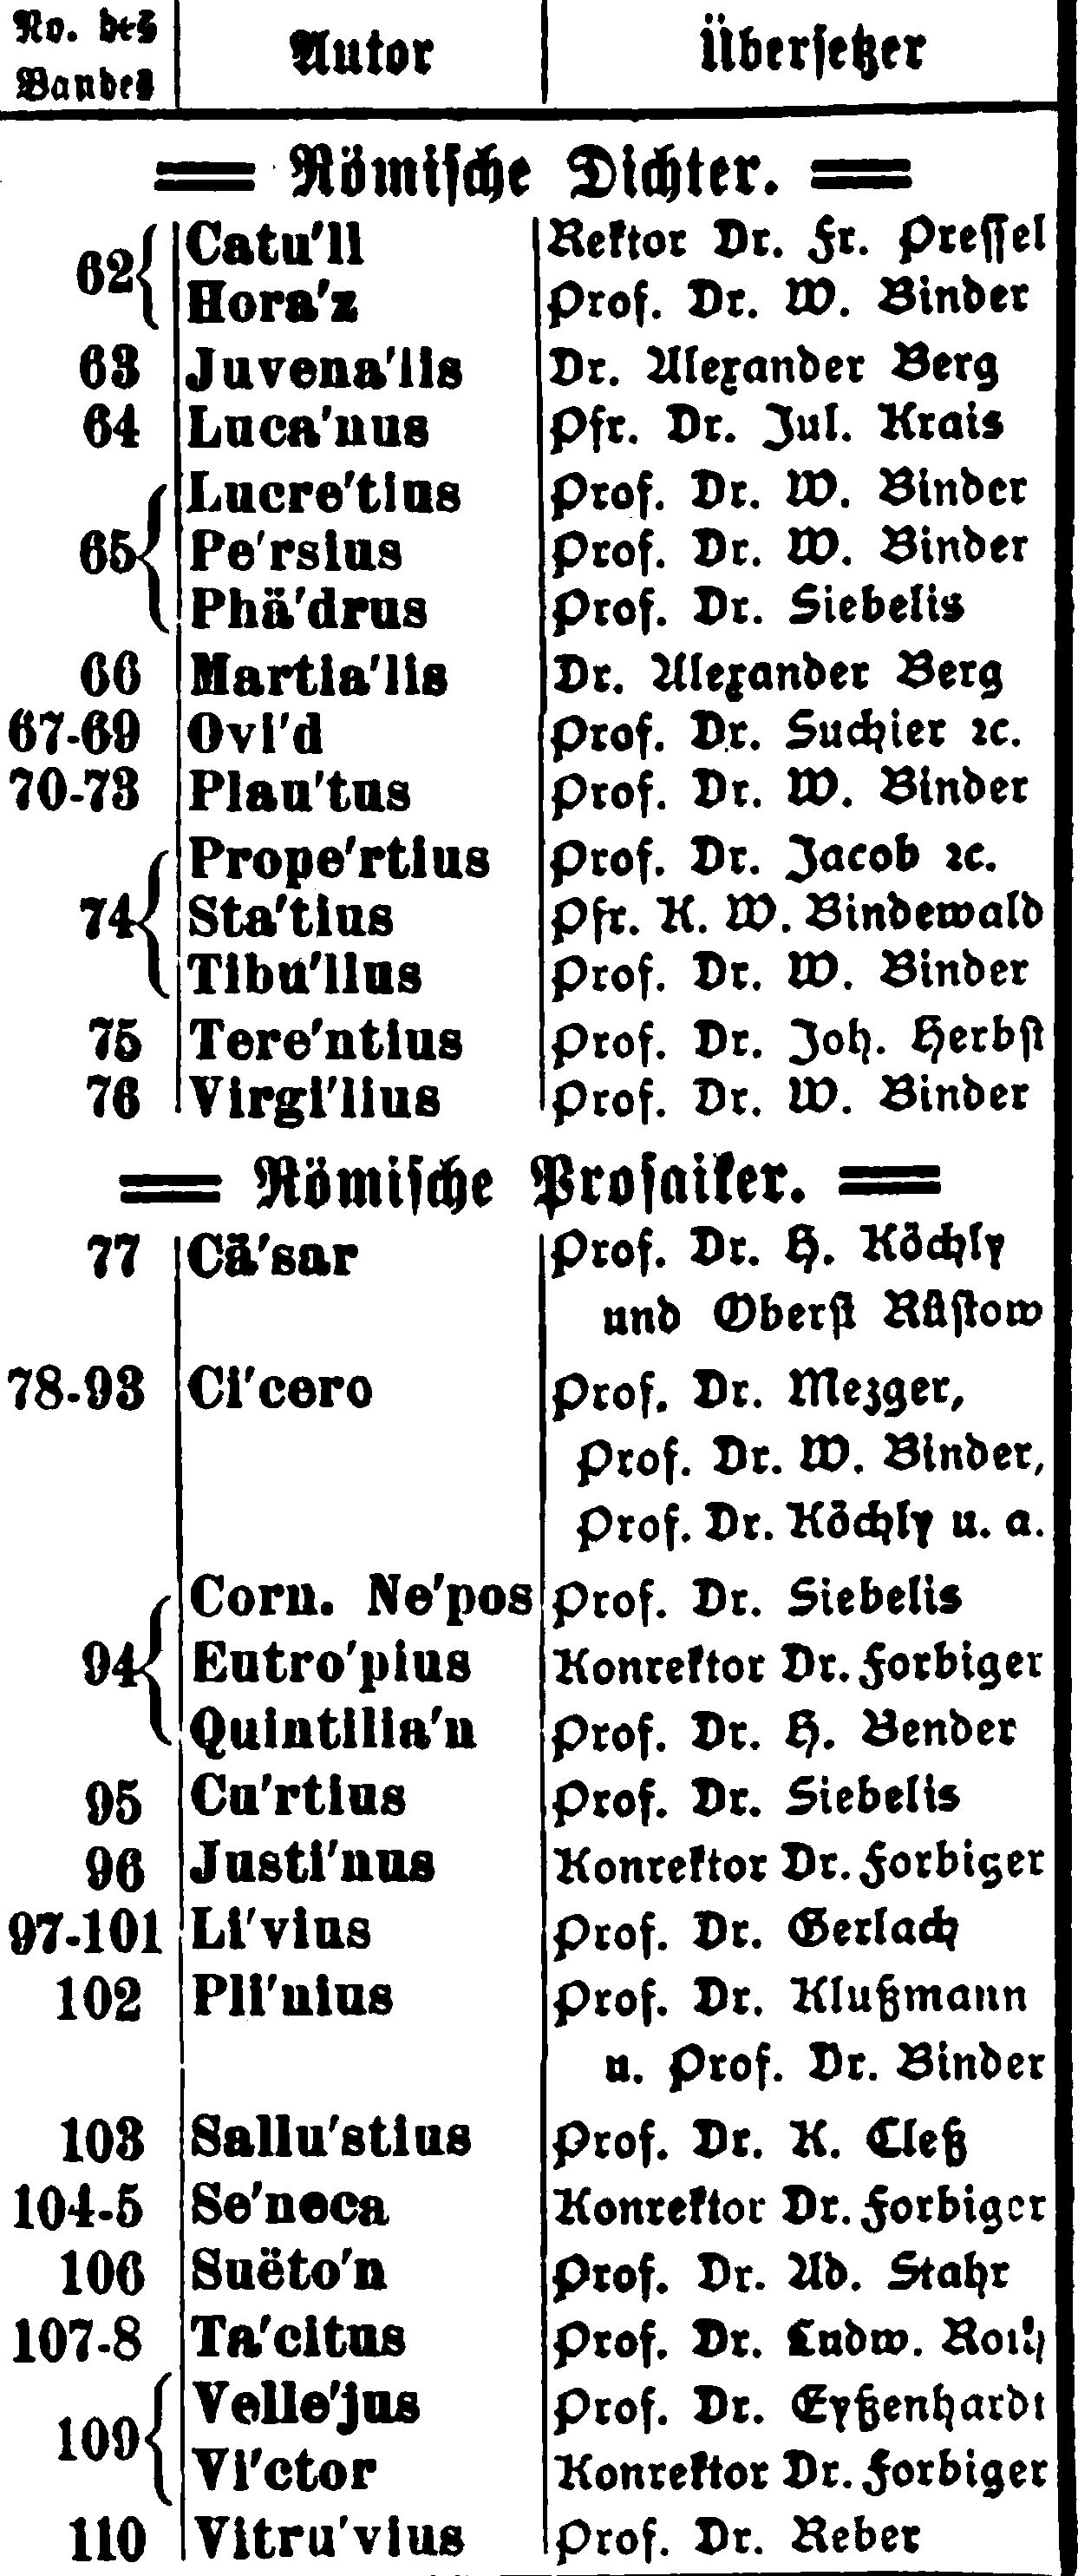 No. des Bandes Autor Übersetzer
Römische Dichter.
62 Catu'll Rektor Dr. Fr. Pressel
Hora'z Prof. Dr. W. Binder
63 Juvena'lis Dr. Alexander Berg
64 Luca'nus Pfr. Dr. Jul. Krais
Lucre'tius Prof. Dr. W. Binder
65 Pe'rsius Prof. Dr. W. Binder
Phä'drus Prof. Dr. Siebelis
66 Martia'lis Dr. Alexander Berg
67-69 Ovi'd Prof. Dr. Suchier ꝛc.
70-73 Plau'tus Prof. Dr. W. Binder
Prope'rtius Prof. Dr. Jacob ꝛc.
74 Sta'tius Pfr. K. W. Bindewald
Tibu'llus Prof. Dr. W. Binder
75 Tere'ntius Prof. Dr. Joh. Herbst
76 Virgi'lius Prof. Dr. W. Binder
Römische Prosaiker.
77 Cä'sar Prof. Dr. H. Köchly
und Oberst Rüstow
78-93 Ci'cero Prof. Dr. Mezger,
Prof. Dr. W. Binder,
Prof. Dr. Köchly u. a.
Corn. Ne'pos Prof. Dr. Siebelis
94 Eutro'pius Konrektor Dr. Forbiger
Quintilia'n Prof. Dr. H. Bender
95 Cu'rtius Prof. Dr. Siebelis
96 Justi'nus Konrektor Dr. Forbiger
97-101 Li'vius Prof. Dr. Gerlach
102 Pli'nius Prof. Dr. Klußmann
u. Prof. Dr. Binder
103 Sallu'stius Prof. Dr. K. Cleß
104-5 Se'neca Konrektor Dr. Forbiger
106 Suëto'n Prof. Dr. Ad. Stahr
107-8 Ta'citus Prof. Dr. Ludw. Roth
109 Velle'jus Prof. Dr. Eyßenhardt
Vi'ctor Konrektor Dr. Forbiger
110 Vitru'vius Prof. Dr. Reber